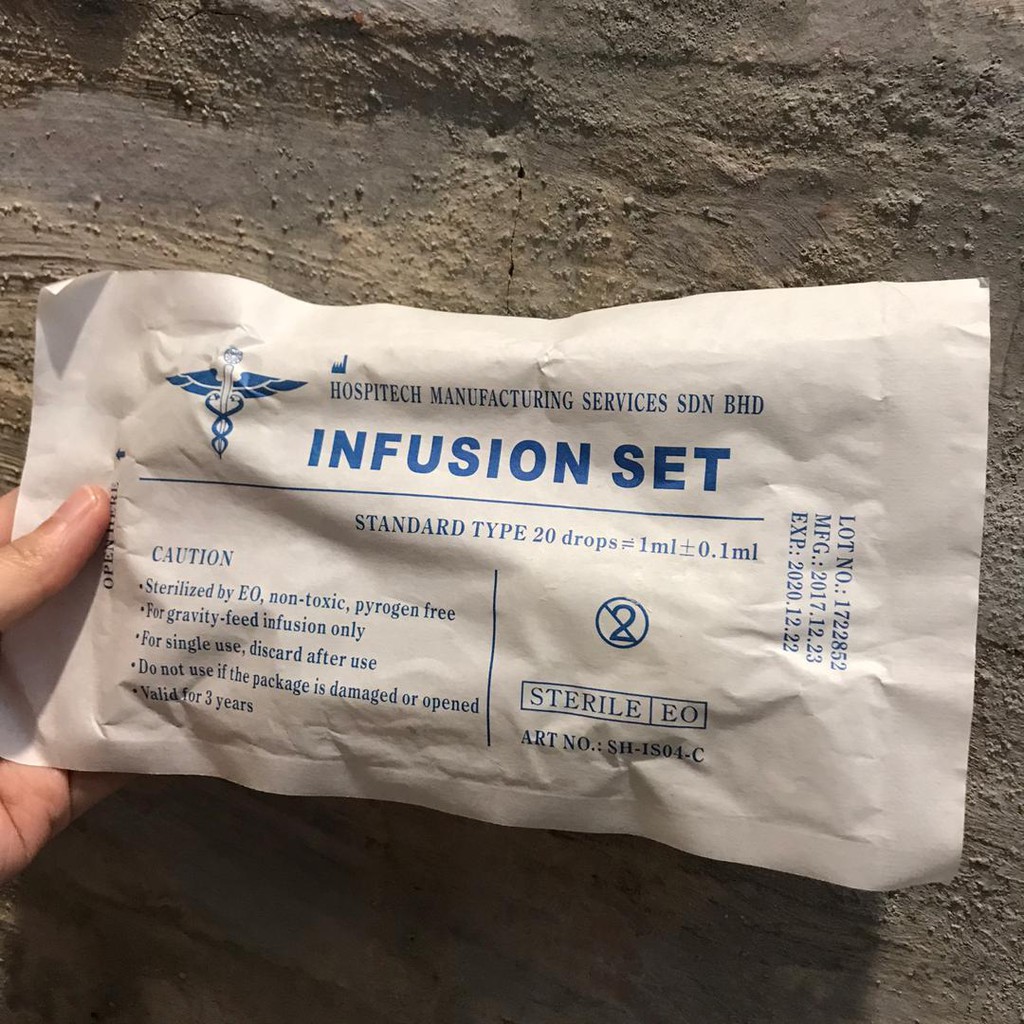 HOSPITECH MANUFACTURING SERVICES SDN BHD
INFUSION SET
STANDARD TYPE 20 drops≓1ml±0.1ml
OPEN HERE
CAUTION
•Sterilized by EO, non-toxic, pyrogen free
•For gravity-feed infusion only
•For single use, discard after use
•Do not use if the package is damaged or opened
•Valid for 3 years
2
STERILE EO
ART NO.: SH-IS04-C
LOT NO.: 1722852
MFG.: 2017.12.23
EXP.: 2020.12.22